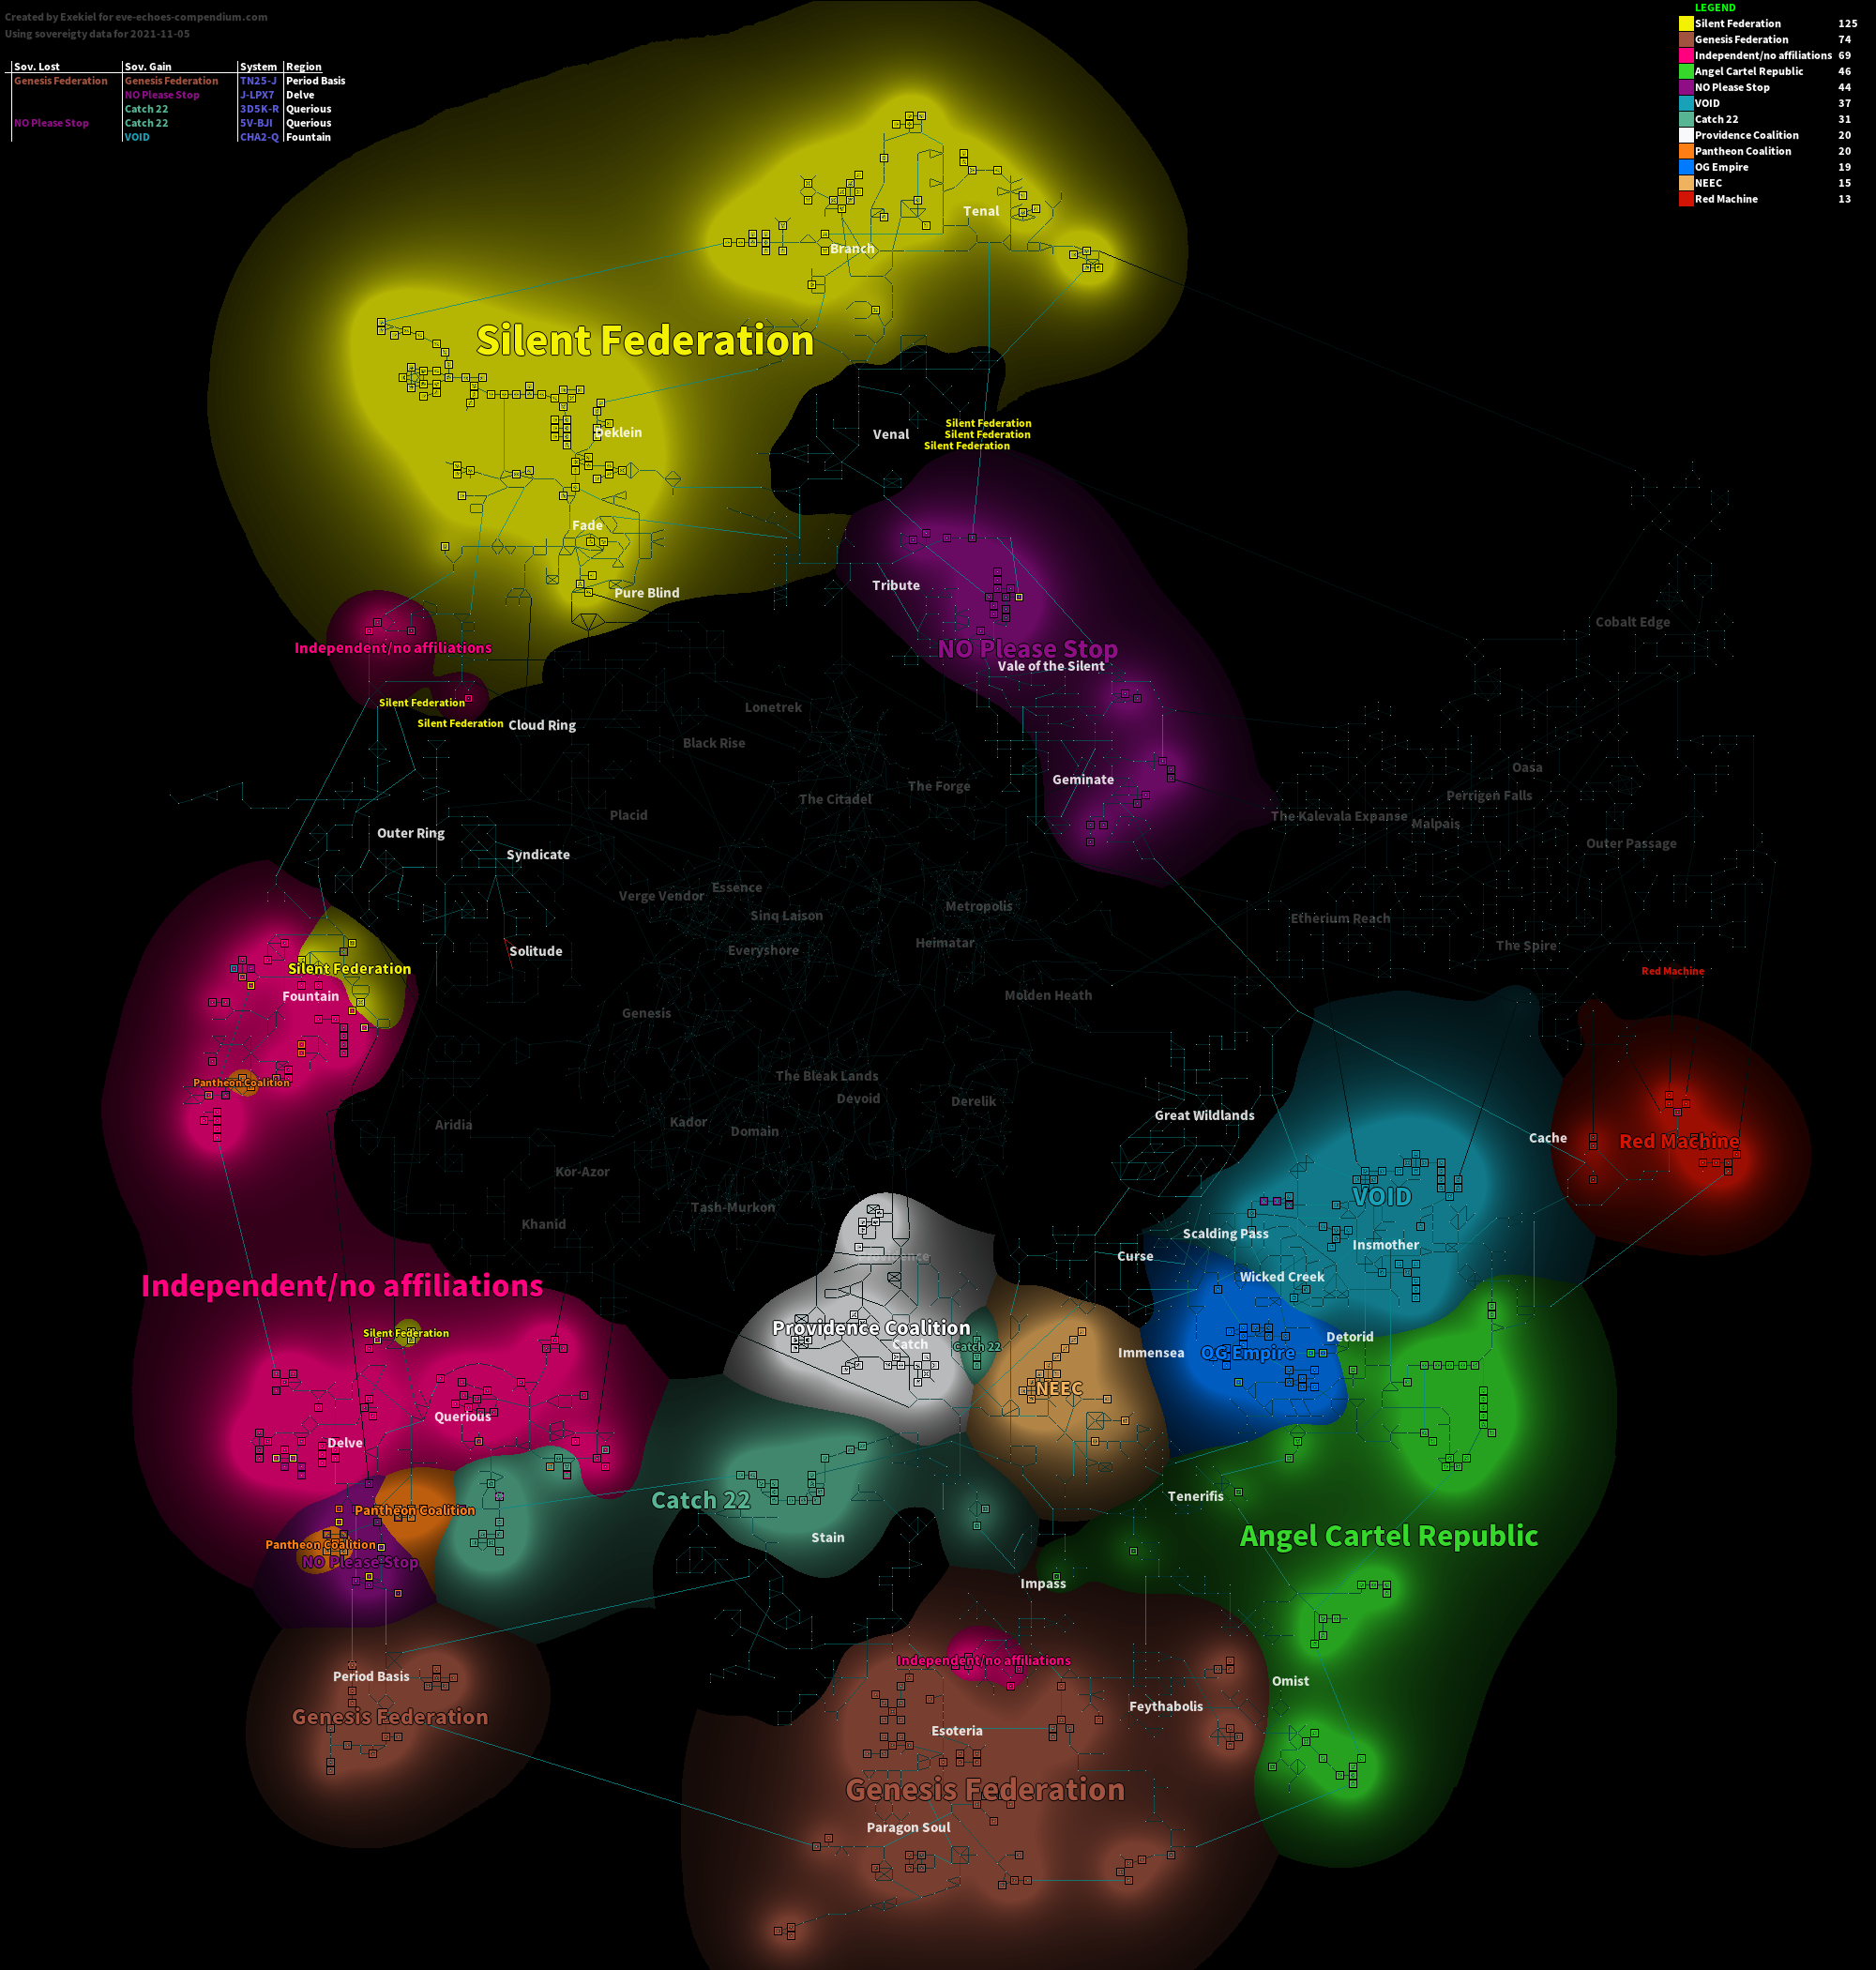 Created by Exekiel for eve-echoes-compendium.com
Using sovereigty data for 2021-11-05
Sov. Lost Sov. Gain System Region
Genesis Federation Genesis Federation TN25-J Period Basis
NO Please Stop J-LPX7 Delve
Catch 22 3D5K-R Querious
NO Please Stop Catch 22 5V-BJI Querious
VOID CHA2-Q Fountain
LEGEND
Silent Federation 125
Genesis Federation 74
Independent/no affiliations 69
Angel Cartel Republic 46
NO Please Stop 44
VOID 37
Catch 22 31
Providence Coalition 20
Pantheon Coalition 20
OG Empire 19
NEEC 15
Red Machine 13
Tenal
Branch
Silent Federation
Deklein
Venal
Silent Federation
Silent Federation
Silent Federation
Fade
Tribute
Pure Blind
Cobalt Edge
Independent/no affiliations
NO Please Stop
Vale of the Silent
Silent Federation
Silent Federation
Cloud Ring
Lonetrek
Black Rise
Oasa
Geminate
The Forge
Perrigen Falls
The Citadel
Placid
The Kalevala Expanse
Malpais
Outer Ring
Outer Passage
Syndicate
Essence
Verge Vendor
Metropolis
Sinq Laison
Etherium Reach
Heimatar
The Spire
Everyshore
Solitude
Silent Federation
Red Machine
Fountain
Molden Heath
Genesis
The Bleak Lands
Pantheon Coalition
Devoid
Derelik
Great Wildlands
Kador
Aridia
Domain
Cache
Red Machine
Kor-Azor
VOID
Tash-Murkon
Khanid
Scalding Pass
Insmother
Curse
Wicked Creek
Independent/no affiliations
Providence Coalition
Silent Federation
Detorid
Catch
Catch 22
Immensea
OG Empire
NEEC
Querious
Delve
Tenerifis
Catch 22
Pantheon Coalition
Stain
Angel Cartel Republic
Pantheon Coalition
NO Please Stop
Impass
Independent/no affiliations
Period Basis
Omist
Feythabolis
Genesis Federation
Esoteria
Genesis Federation
Paragon Soul